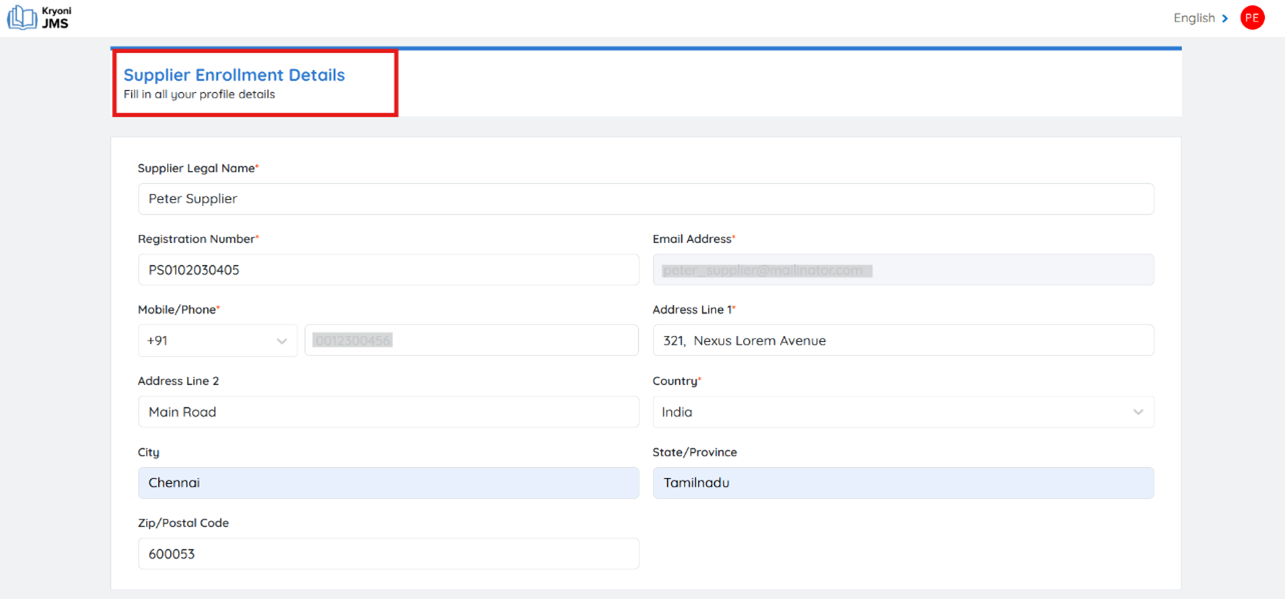 Kryoni
JMS
English
PE
Supplier Enrollment Details
Fill in all your profile details
Supplier Legal Name*
Peter Supplier
Registration Number*
Email Address*
PS0102030405
peter_supplier@mailinator.com
Mobile/Phone*
Address Line 1*
+91
0012300456
321, Nexus Lorem Avenue
Address Line 2
Country*
Main Road
India
City
State/Province
Chennai
Tamilnadu
Zip/Postal Code
600053